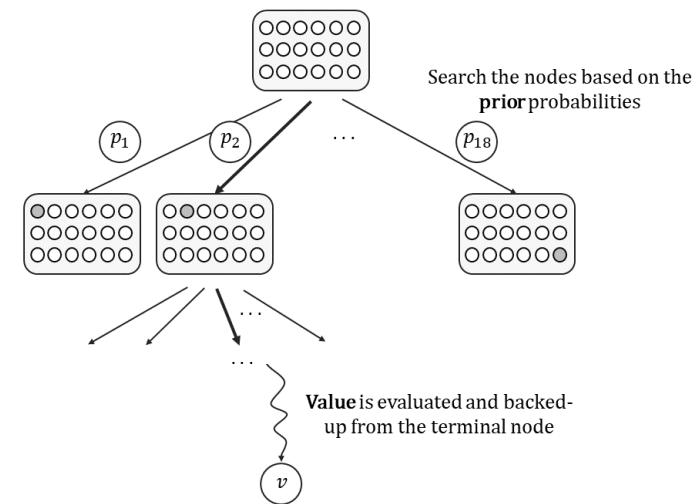 Search the nodes based on the
prior probabilities
p₁
p₂
...
p₁₈
...
...
Value is evaluated and backed-
up from the terminal node
v